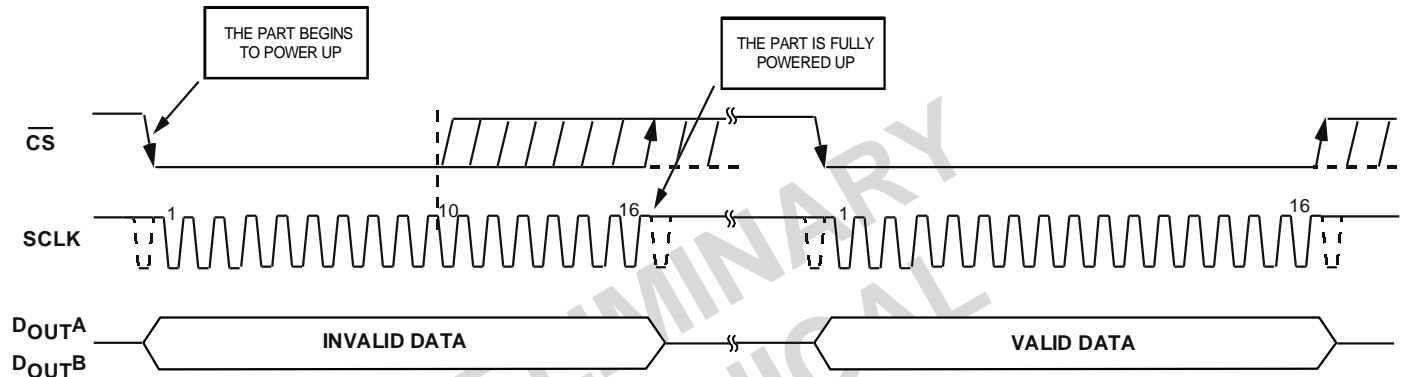 THE PART BEGINS
TO POWER UP
THE PART IS FULLY
POWERED UP
CS
1
10
16
1
16
SCLK
DOUTA
DOUTB
INVALID DATA
VALID DATA